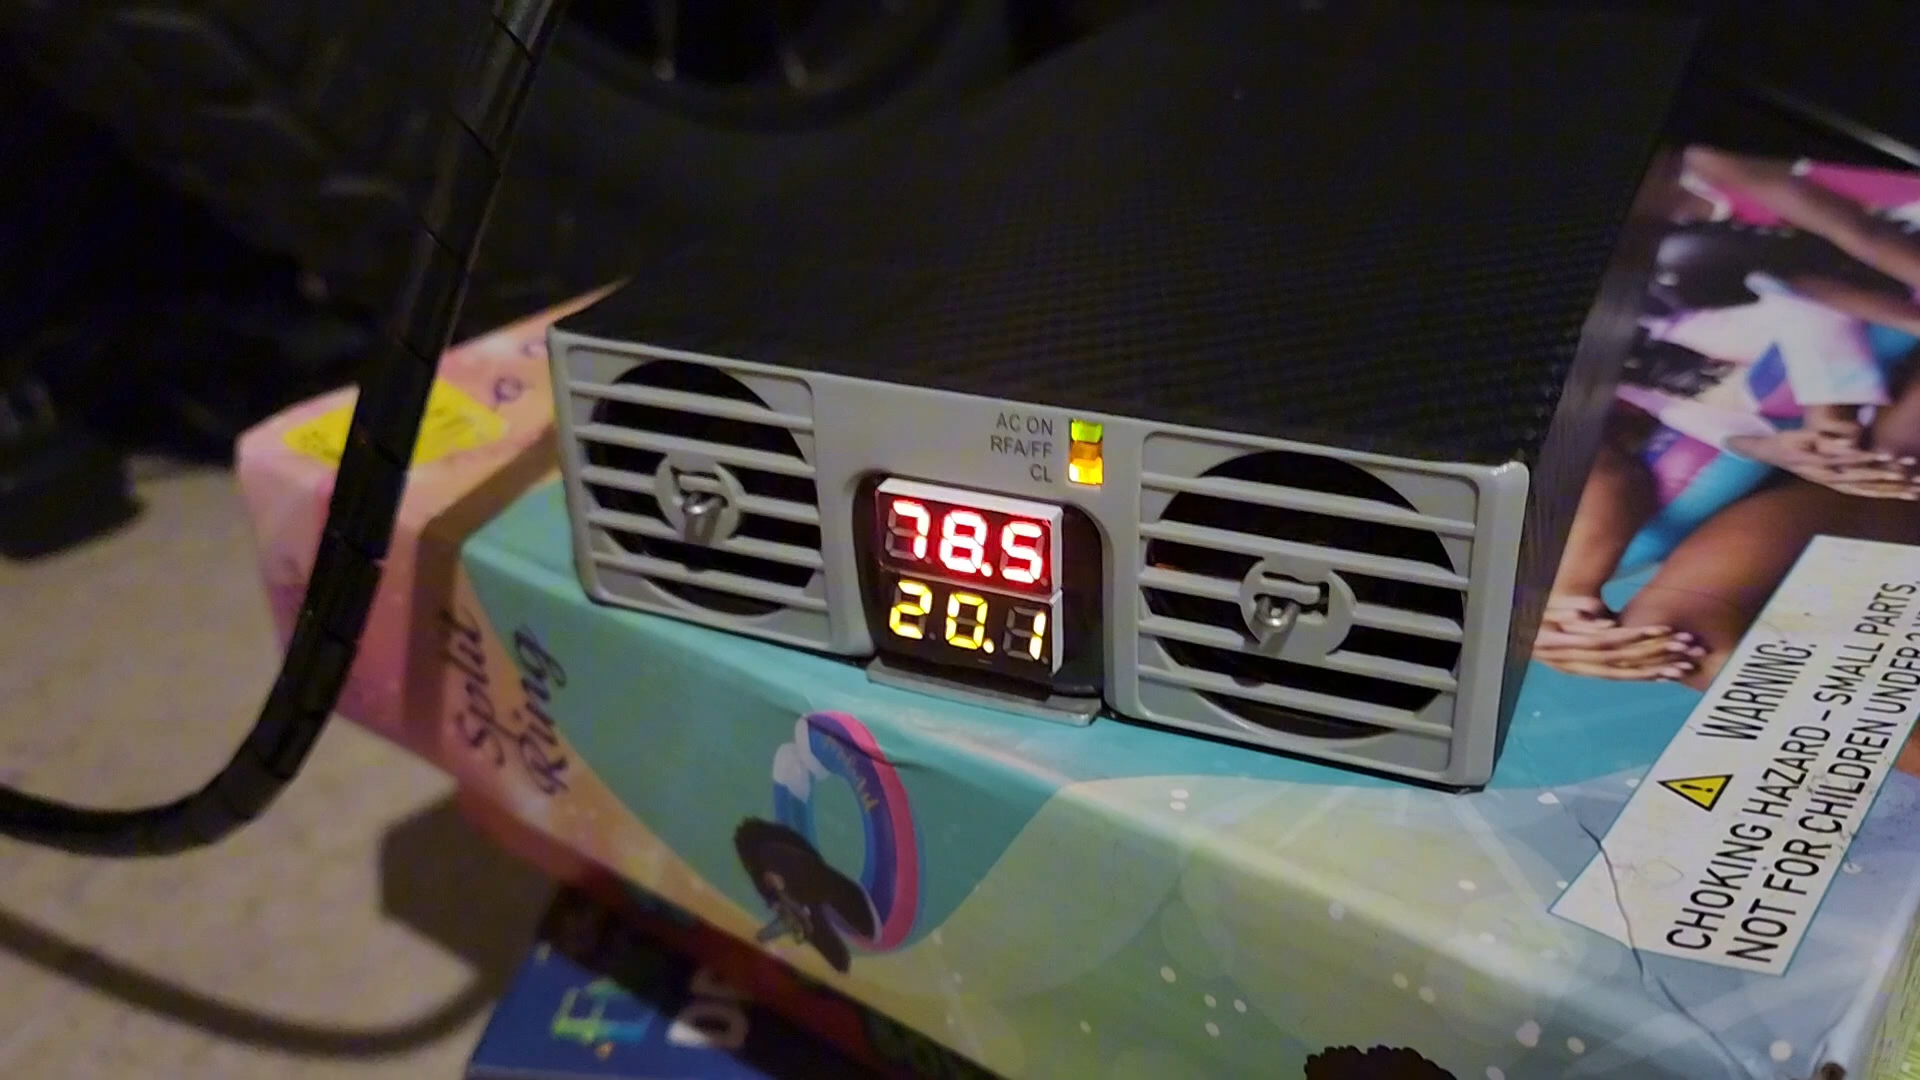 AC ON
RFA/FF
CL
78.5
20.1
Split
Ring
WARNING:
CHOKING HAZARD – SMALL PARTS.
NOT FOR CHILDREN UNDER 3